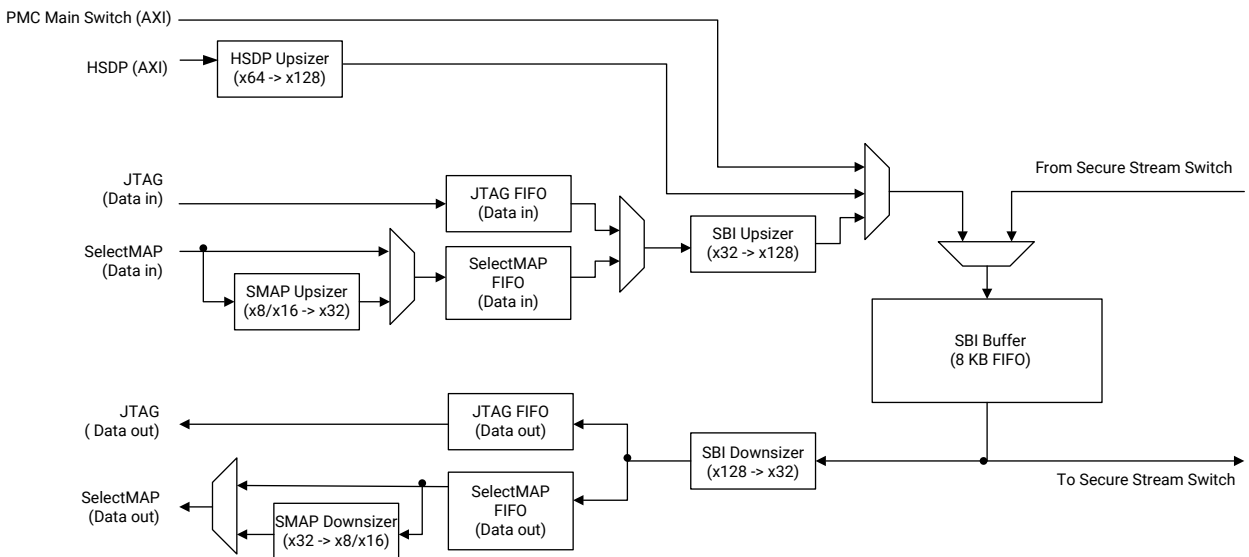 PMC Main Switch (AXI)
HSDP (AXI)
HSDP Upsizer
(x64 -> x128)
From Secure Stream Switch
JTAG
(Data in)
JTAG FIFO
(Data in)
SelectMAP
(Data in)
SMAP Upsizer
(x8/x16 -> x32)
SelectMAP
FIFO
(Data in)
SBI Upsizer
(x32 -> x128)
SBI Buffer
(8 KB FIFO)
JTAG
( Data out)
JTAG FIFO
(Data out)
SBI Downsizer
(x128 -> x32)
To Secure Stream Switch
SelectMAP
(Data out)
SMAP Downsizer
(x32 -> x8/x16)
SelectMAP
FIFO
(Data out)